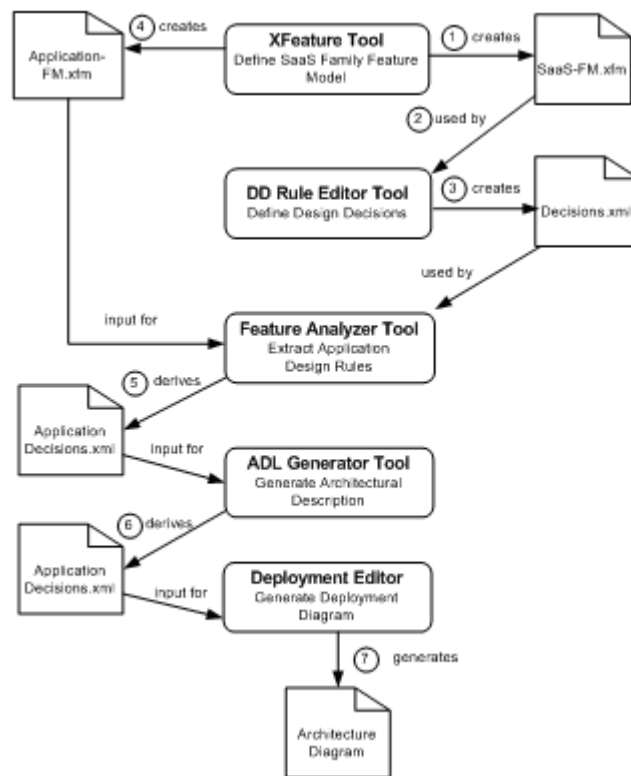 4 creates
XFeature Tool
Define SaaS Family Feature
Model
1 creates
Application-
FM.xfm
SaaS-FM.xfm
2 used by
DD Rule Editor Tool
Define Design Decisions
3 creates
Decisions.xml
used by
input for
Feature Analyzer Tool
Extract Application
Design Rules
5 derives
Application
Decisions.xml
input for
ADL Generator Tool
Generate Architectural
Description
6 derives
Application
Decisions.xml
input for
Deployment Editor
Generate Deployment
Diagram
7 generates
Architecture
Diagram